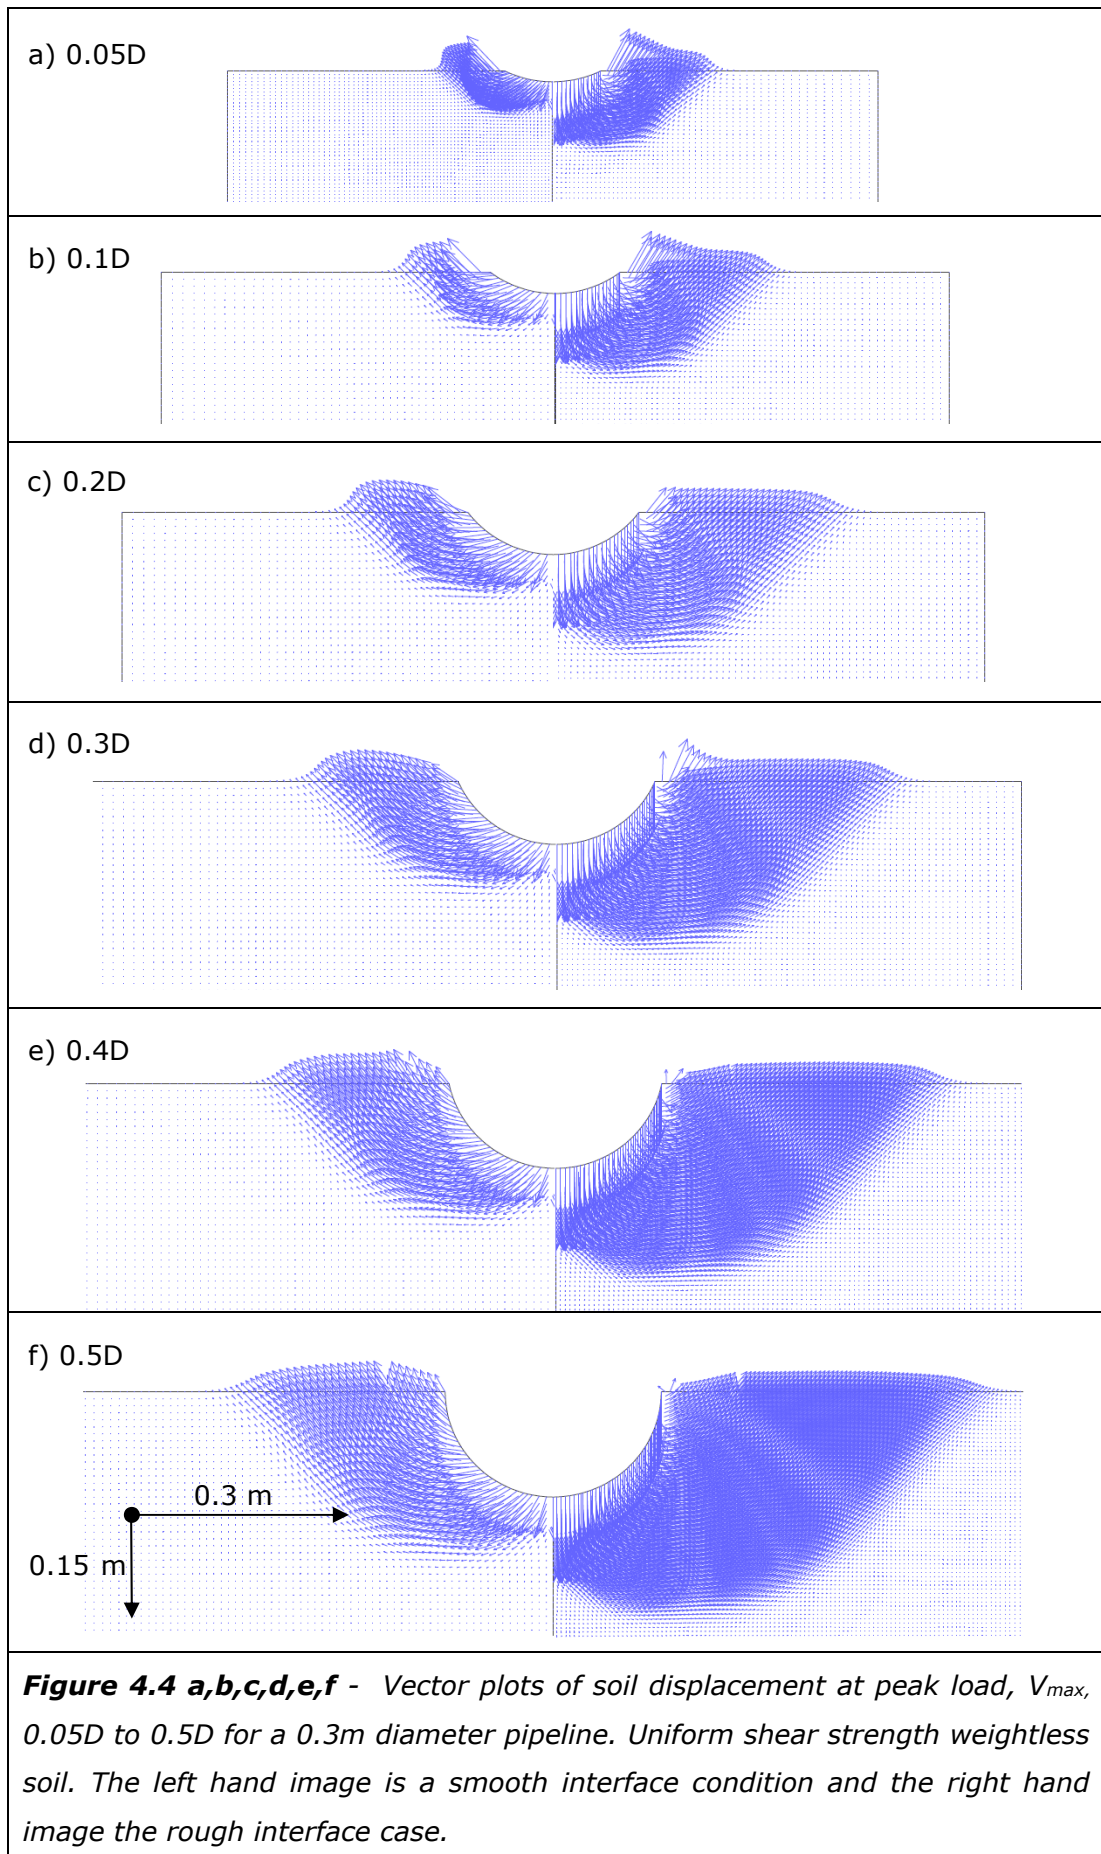 a) 0.05D
b) 0.1D
c) 0.2D
d) 0.3D
e) 0.4D
f) 0.5D
0.3 m
0.15 m
Figure 4.4 a,b,c,d,e,f - Vector plots of soil displacement at peak load, Vmax,
0.05D to 0.5D for a 0.3m diameter pipeline. Uniform shear strength weightless
soil. The left hand image is a smooth interface condition and the right hand
image the rough interface case.